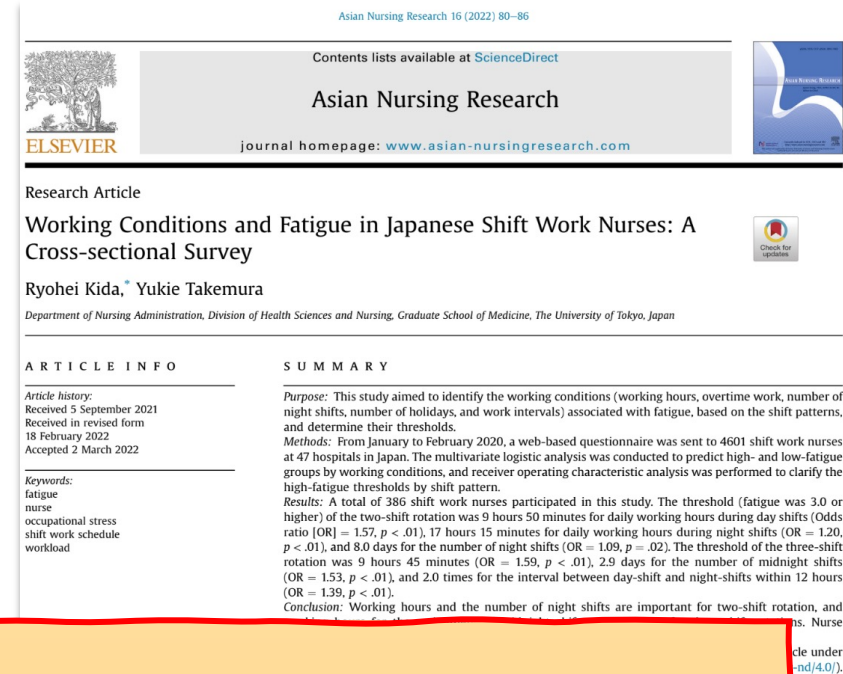 Asian Nursing Research 16 (2022) 80–86
Contents lists available at ScienceDirect
Asian Nursing Research
journal homepage: www.asian-nursingresearch.com
ELSEVIER
Research Article
Working Conditions and Fatigue in Japanese Shift Work Nurses: A
Cross-sectional Survey
Check for
updates
Ryohei Kida,* Yukie Takemura
Department of Nursing Administration, Division of Health Sciences and Nursing, Graduate School of Medicine, The University of Tokyo, Japan
ARTICLE INFO
Article history:
Received 5 September 2021
Received in revised form
18 February 2022
Accepted 2 March 2022
Keywords:
fatigue
nurse
occupational stress
shift work schedule
workload
SUMMARY
Purpose: This study aimed to identify the working conditions (working hours, overtime work, number of
night shifts, number of holidays, and work intervals) associated with fatigue, based on the shift patterns,
and determine their thresholds.
Methods: From January to February 2020, a web-based questionnaire was sent to 4601 shift work nurses
at 47 hospitals in Japan. The multivariate logistic analysis was conducted to predict high- and low-fatigue
groups by working conditions, and receiver operating characteristic analysis was performed to clarify the
high-fatigue thresholds by shift pattern.
Results: A total of 386 shift work nurses participated in this study. The threshold (fatigue was 3.0 or
higher) of the two-shift rotation was 9 hours 50 minutes for daily working hours during day shifts (Odds
ratio [OR] = 1.57, p < .01), 17 hours 15 minutes for daily working hours during night shifts (OR = 1.20,
p < .01), and 8.0 days for the number of night shifts (OR = 1.09, p = .02). The threshold of the three-shift
rotation was 9 hours 45 minutes (OR = 1.59, p < .01), 2.9 days for the number of midnight shifts
(OR = 1.53, p < .01), and 2.0 times for the interval between day-shift and night-shifts within 12 hours
(OR = 1.39, p < .01).
Conclusion: Working hours and the number of night shifts are important for two-shift rotation, and
Nurse
cle under
-nd/4.0/).